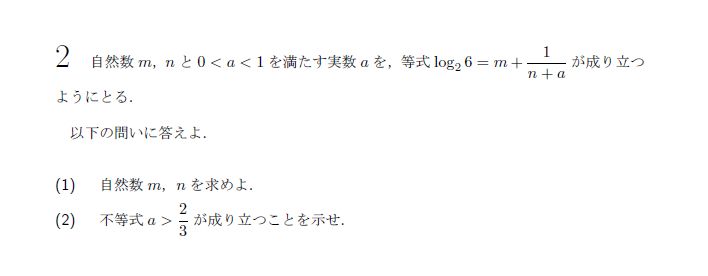 2 自然数 m, n と 0 < a < 1 を満たす実数 a を, 等式 log₂ 6 = m + 1/(n + a) が成り立つ
ようにとる.
以下の問いに答えよ.
(1) 自然数 m, n を求めよ.
(2) 不等式 a > 2/3 が成り立つことを示せ.